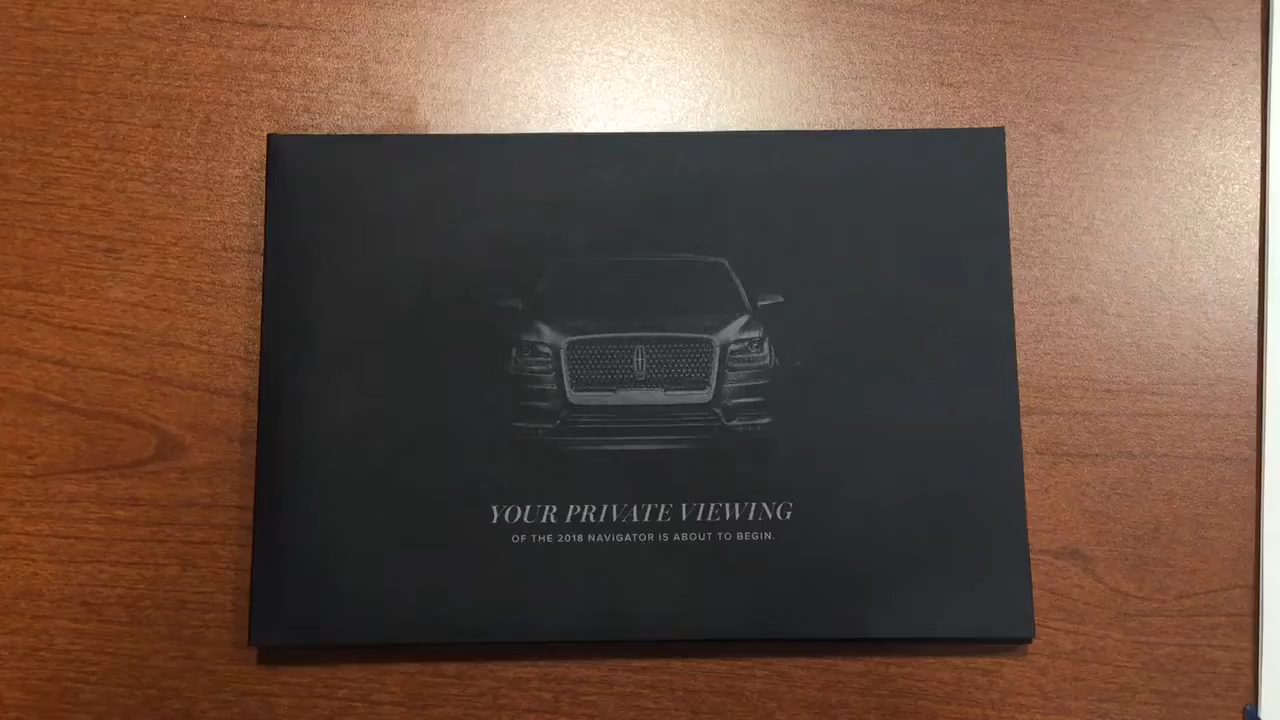 YOUR PRIVATE VIEWING
OF THE 2018 NAVIGATOR IS ABOUT TO BEGIN.